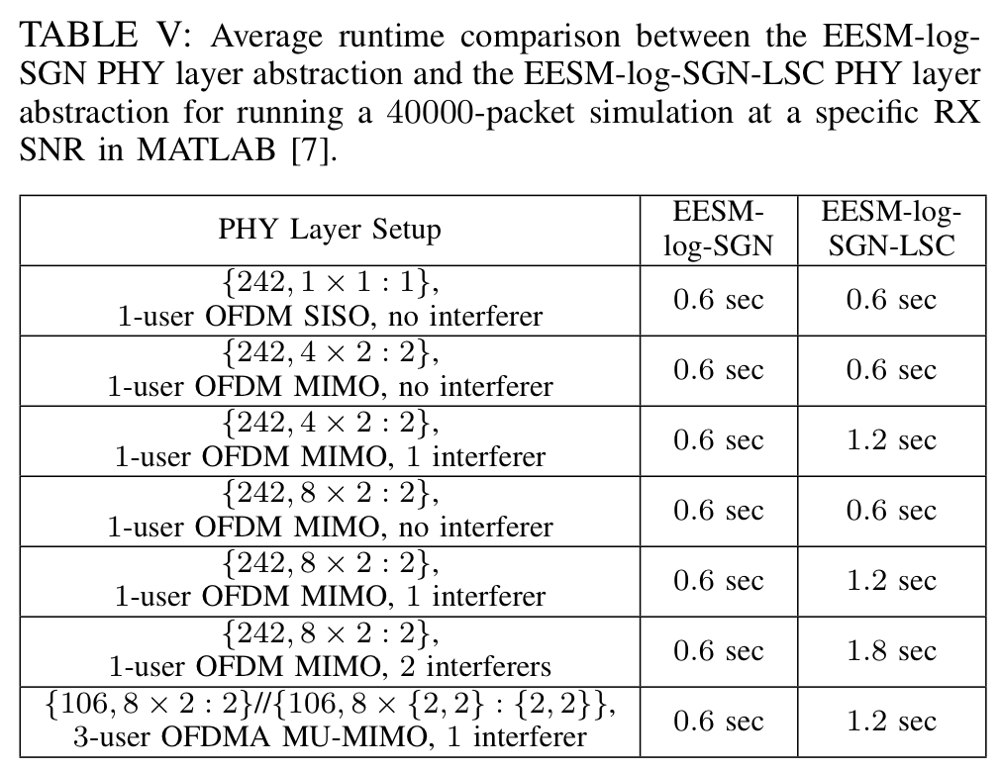 TABLE V: Average runtime comparison between the EESM-log-
SGN PHY layer abstraction and the EESM-log-SGN-LSC PHY layer
abstraction for running a 40000-packet simulation at a specific RX
SNR in MATLAB [7].
PHY Layer Setup
EESM-
log-SGN
EESM-log-
SGN-LSC
{242, 1 × 1 : 1},
1-user OFDM SISO, no interferer
0.6 sec
0.6 sec
{242, 4 × 2 : 2},
1-user OFDM MIMO, no interferer
0.6 sec
0.6 sec
{242, 4 × 2 : 2},
1-user OFDM MIMO, 1 interferer
0.6 sec
1.2 sec
{242, 8 × 2 : 2},
1-user OFDM MIMO, no interferer
0.6 sec
0.6 sec
{242, 8 × 2 : 2},
1-user OFDM MIMO, 1 interferer
0.6 sec
1.2 sec
{242, 8 × 2 : 2},
1-user OFDM MIMO, 2 interferers
0.6 sec
1.8 sec
{106, 8 × 2 : 2}//{106, 8 × {2, 2} : {2, 2}},
3-user OFDMA MU-MIMO, 1 interferer
0.6 sec
1.2 sec